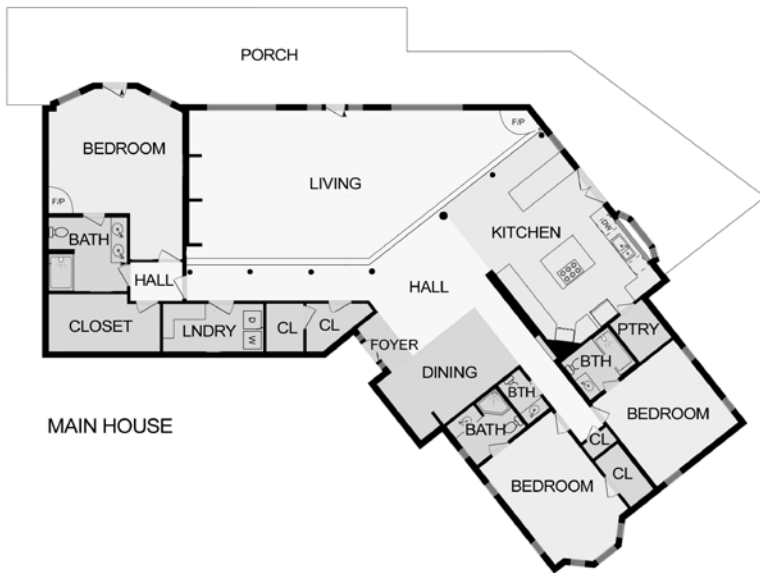 PORCH
BEDROOM
F/P
LIVING
F/P
BATH
KITCHEN
DW
HALL
HALL
CLOSET
LNDRY
D
W
CL
CL
FOYER
PTRY
BTH
DINING
BTH
BEDROOM
BATH
CL
CL
BEDROOM
MAIN HOUSE